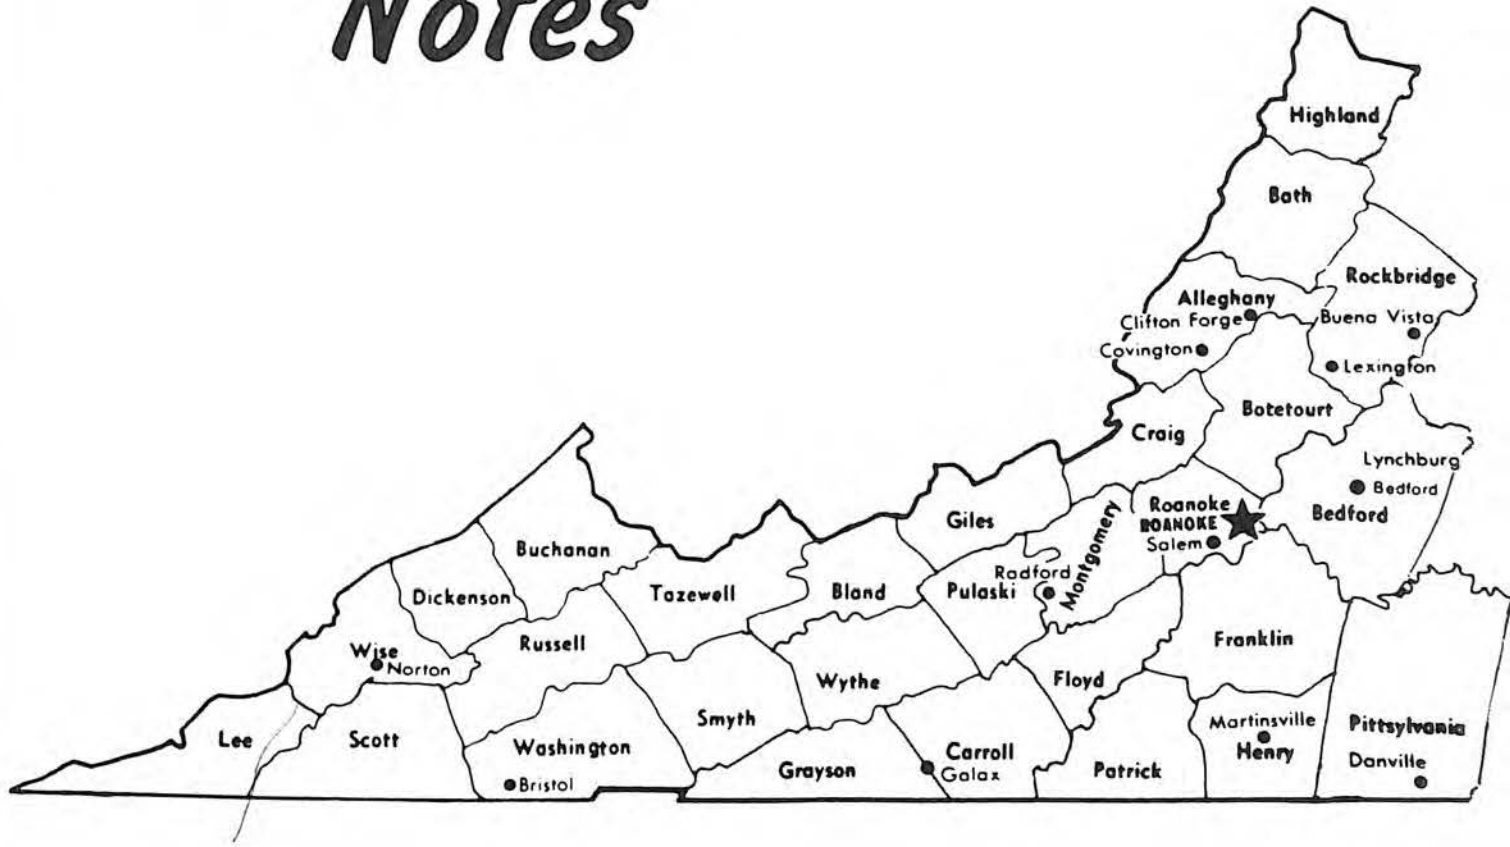 Notes
Highland
Bath
Rockbridge
Alleghany
Clifton Forge
Buena Vista
Covington
Lexington
Botetourt
Craig
Lynchburg
Bedford
Bedford
Roanoke
ROANOKE
Salem
Giles
Montgomery
Radford
Pulaski
Buchanan
Tazewell
Bland
Dickenson
Russell
Wise
Norton
Franklin
Floyd
Wythe
Smyth
Lee
Scott
Washington
Bristol
Grayson
Carroll
Galax
Patrick
Martinsville
Henry
Pittsylvania
Danville